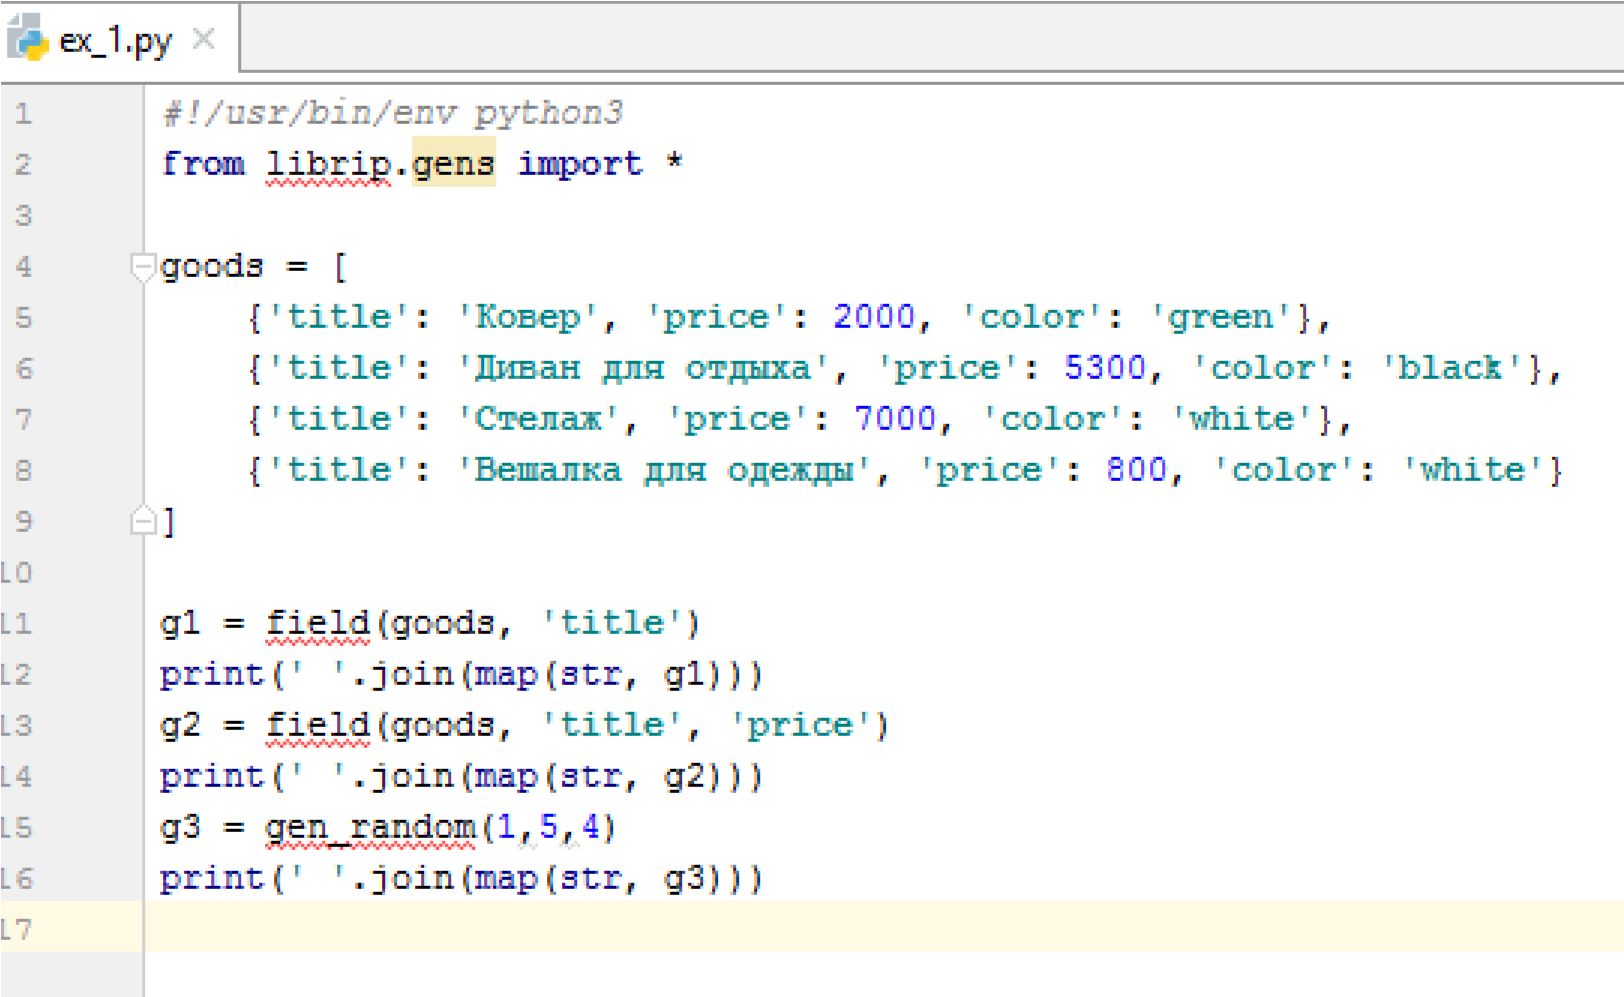 ex_1.py
1 #!/usr/bin/env python3
2 from librip.gens import *
3
4 goods = [
5     {'title': 'Ковер', 'price': 2000, 'color': 'green'},
6     {'title': 'Диван для отдыха', 'price': 5300, 'color': 'black'},
7     {'title': 'Стелаж', 'price': 7000, 'color': 'white'},
8     {'title': 'Вешалка для одежды', 'price': 800, 'color': 'white'}
9 ]
10
11 g1 = field(goods, 'title')
12 print(' '.join(map(str, g1)))
13 g2 = field(goods, 'title', 'price')
14 print(' '.join(map(str, g2)))
15 g3 = gen_random(1,5,4)
16 print(' '.join(map(str, g3)))
17